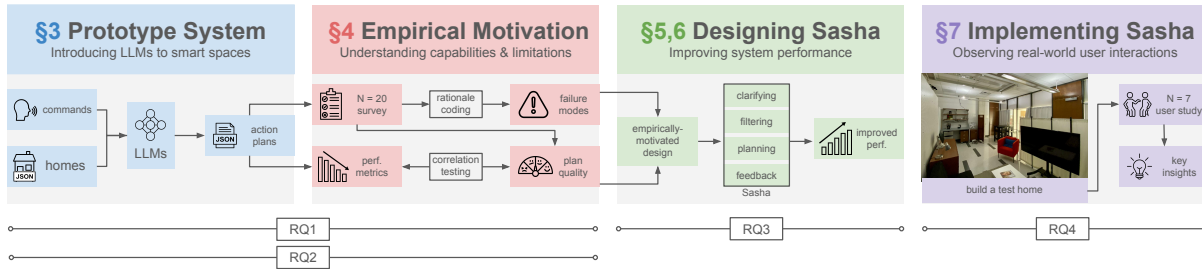 §3 Prototype System
Introducing LLMs to smart spaces
commands
JSON
homes
LLMs
JSON
action
plans
§4 Empirical Motivation
Understanding capabilities & limitations
N = 20
survey
rationale
coding
failure
modes
perf.
metrics
correlation
testing
plan
quality
§5,6 Designing Sasha
Improving system performance
empirically-
motivated
design
clarifying
filtering
planning
feedback
Sasha
improved
perf.
§7 Implementing Sasha
Observing real-world user interactions
build a test home
N = 7
user study
key
insights
RQ1
RQ2
RQ3
RQ4